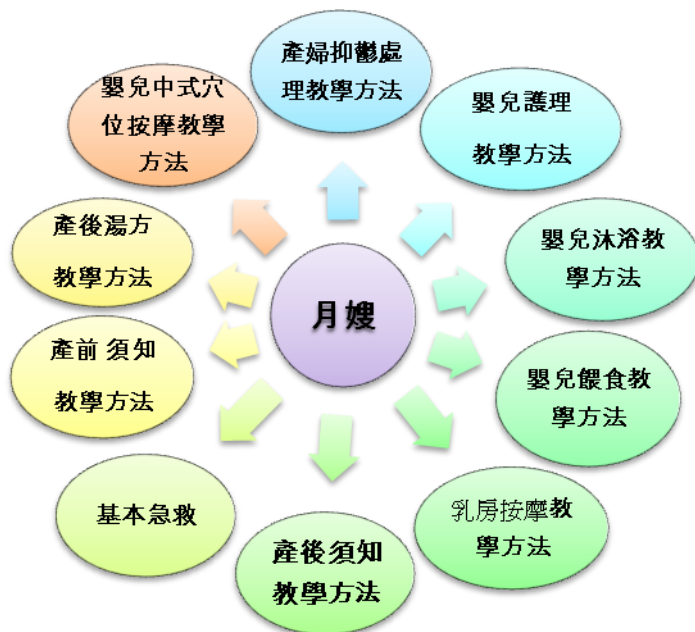 產婦抑鬱處
理教學方法
嬰兒護理
教學方法
嬰兒沐浴教
學方法
嬰兒餵食教
學方法
乳房按摩教
學方法
產後須知
教學方法
基本急救
產前 須知
教學方法
產後湯方
教學方法
嬰兒中式穴
位按摩教學
方法
月嫂